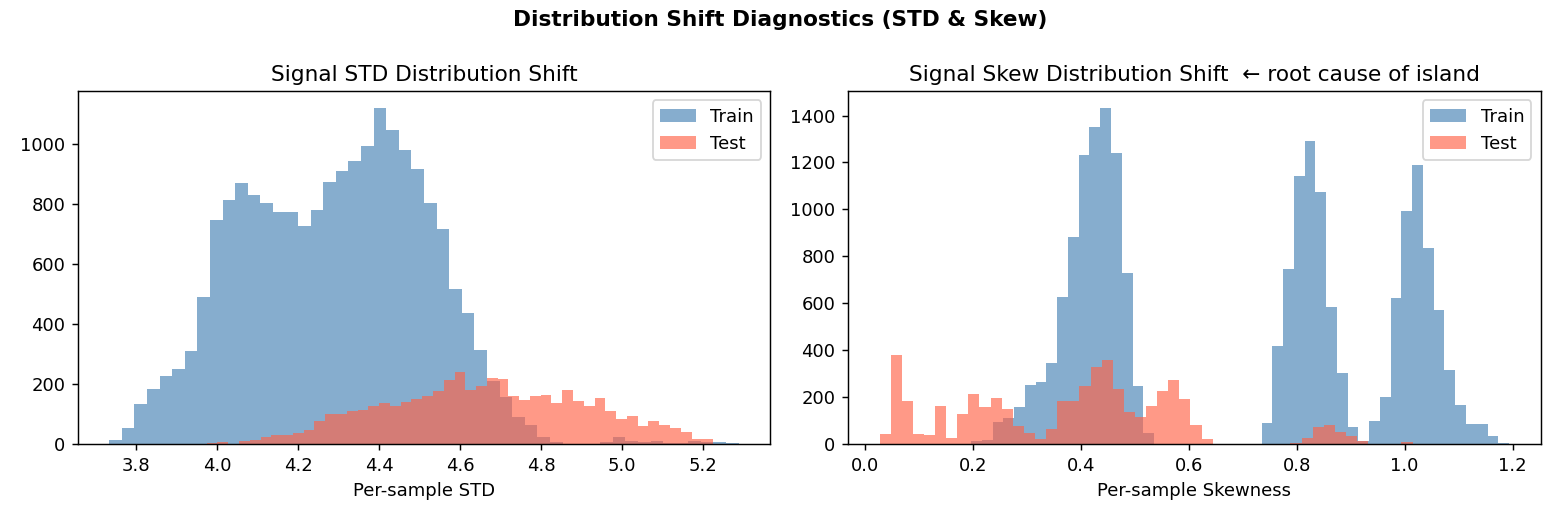 Distribution Shift Diagnostics (STD & Skew)
Signal STD Distribution Shift
Train
Test
1000
800
600
400
200
0
3.8 4.0 4.2 4.4 4.6 4.8 5.0 5.2
Per-sample STD
Signal Skew Distribution Shift ← root cause of island
Train
Test
1400
1200
1000
800
600
400
200
0
0.0 0.2 0.4 0.6 0.8 1.0 1.2
Per-sample Skewness